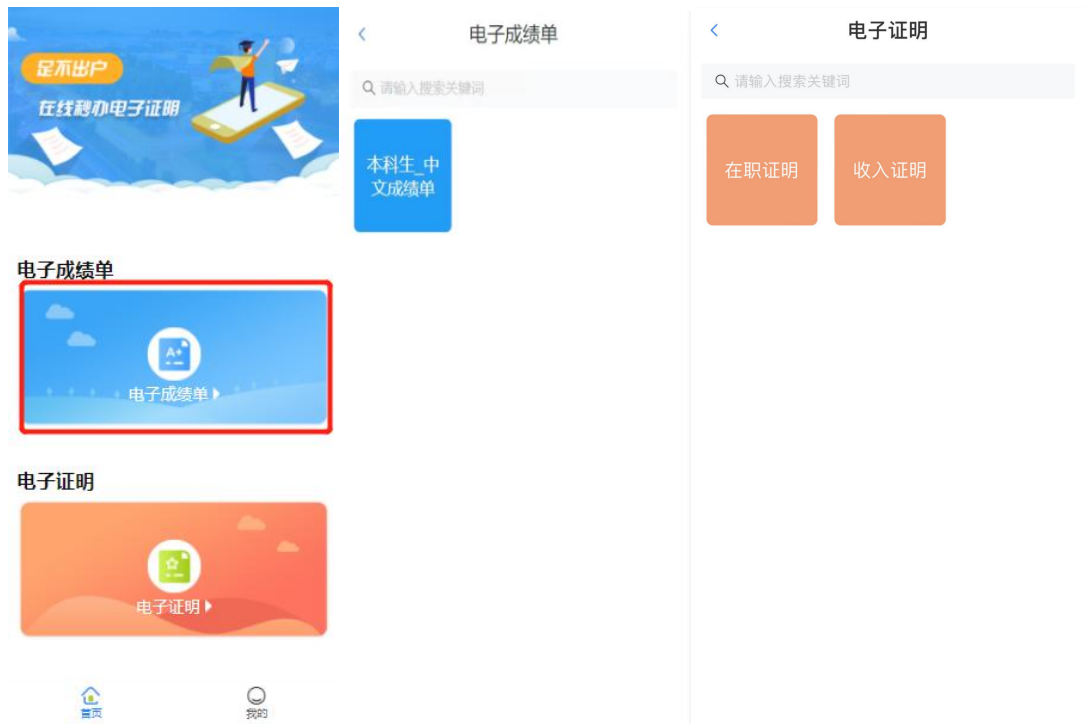 足不出户
在线秒办电子证明
电子成绩单
A+
电子成绩单
电子证明
电子证明
首页
我的
电子成绩单
请输入搜索关键词
本科生_中
文成绩单
电子证明
请输入搜索关键词
在职证明
收入证明